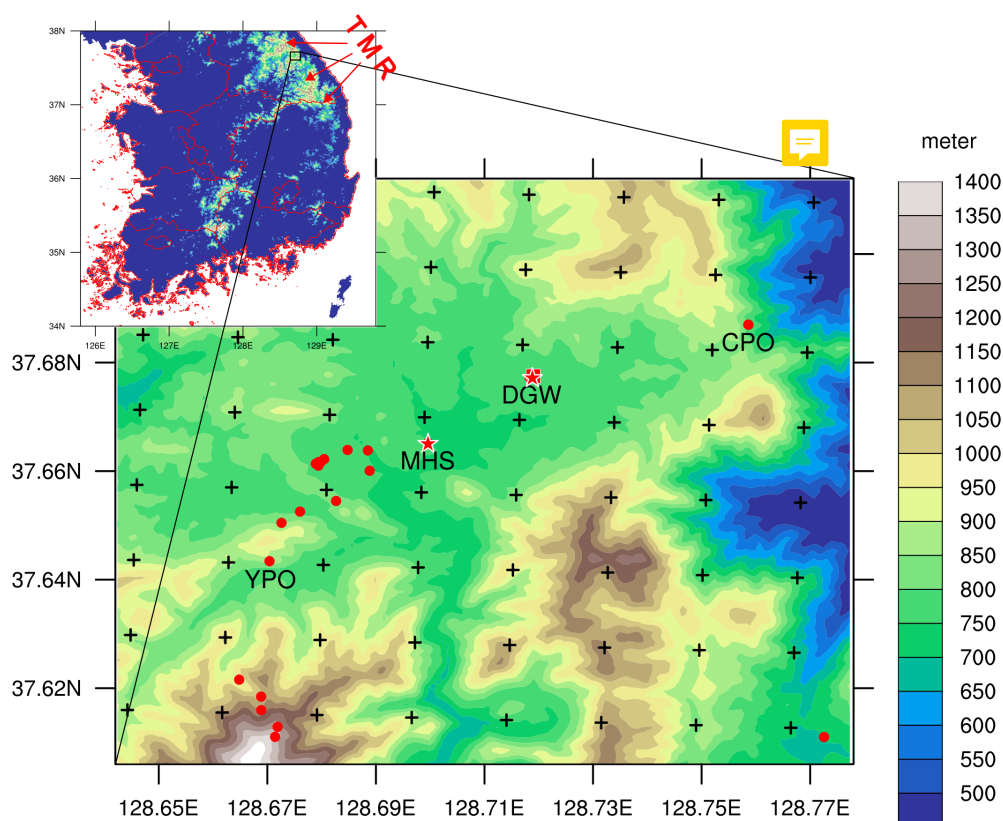 TMR
38N
37N
36N
35N
34N
126E
127E
128E
129E
meter
1400
1350
1300
1250
1200
1150
1100
1050
1000
950
900
850
800
750
700
650
600
550
500
CPO
DGW
MHS
YPO
37.68N
37.66N
37.64N
37.62N
128.65E
128.67E
128.69E
128.71E
128.73E
128.75E
128.77E